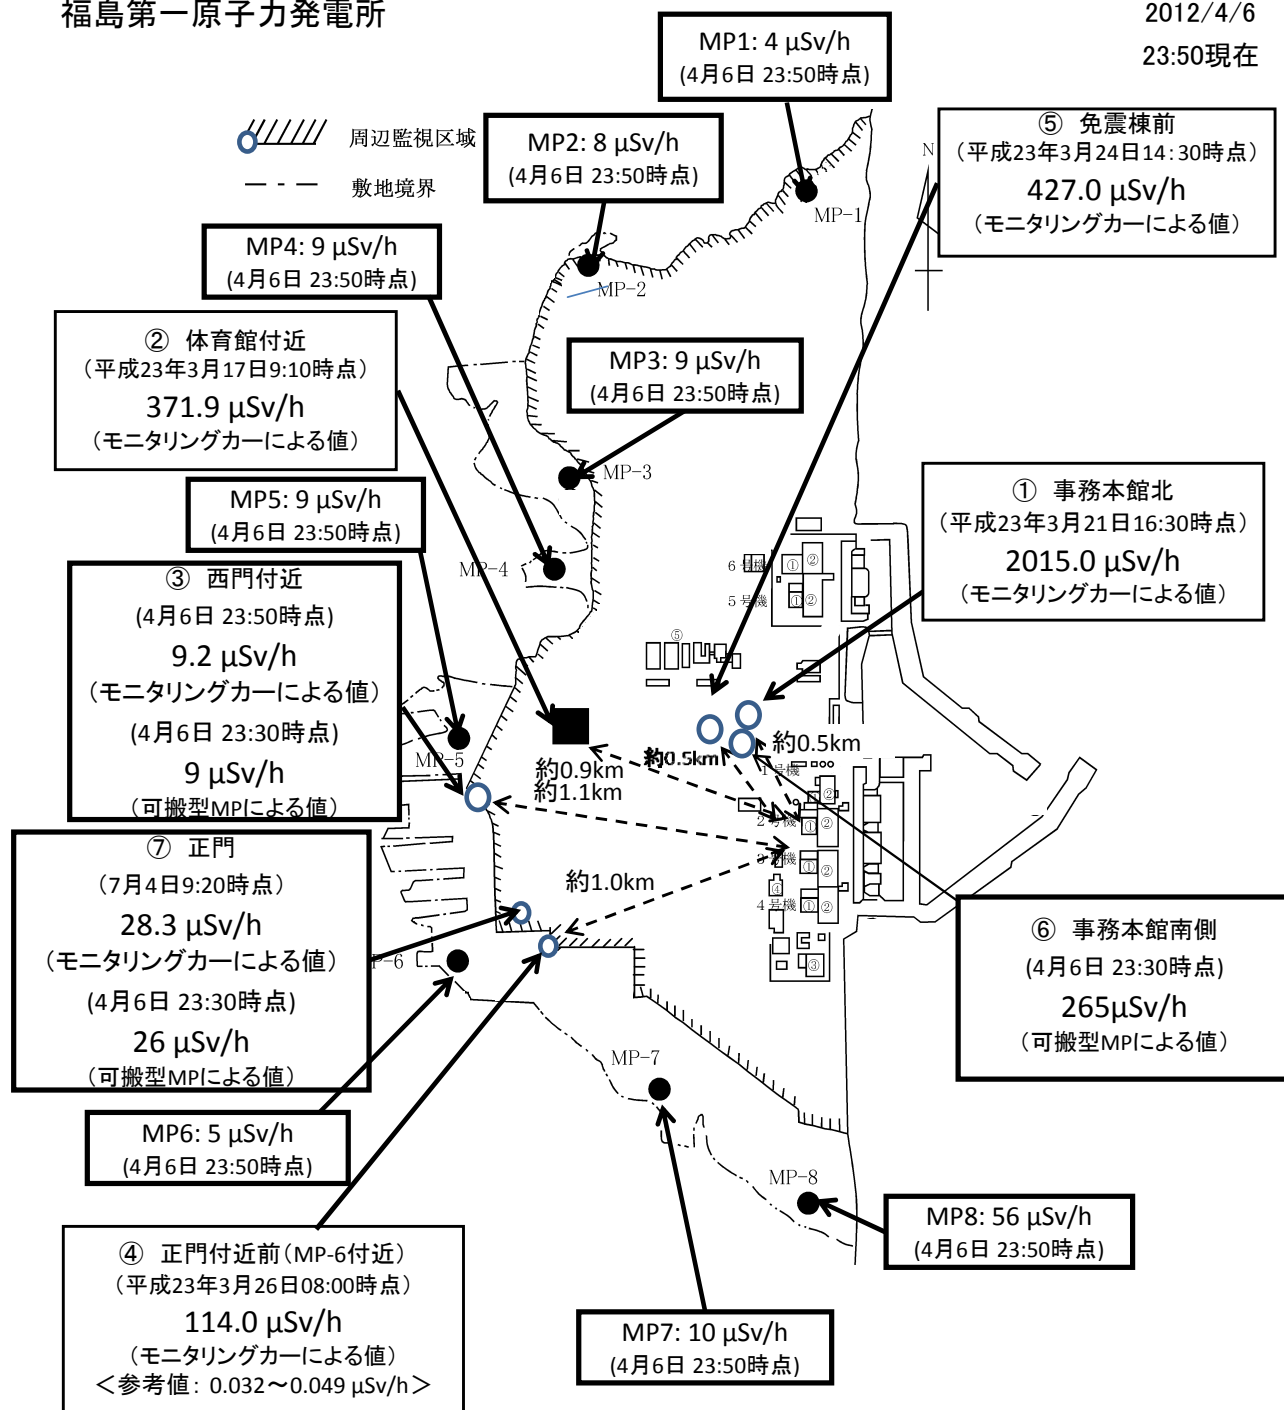 福島第一原子力発電所
2012/4/6
23:50現在
周辺監視区域
敷地境界
N
MP1: 4 μSv/h
(4月6日 23:50時点)
MP2: 8 μSv/h
(4月6日 23:50時点)
⑤ 免震棟前
（平成23年3月24日14:30時点）
427.0 μSv/h
（モニタリングカーによる値）
MP-1
MP4: 9 μSv/h
(4月6日 23:50時点)
MP-2
② 体育館付近
（平成23年3月17日9:10時点）
371.9 μSv/h
（モニタリングカーによる値）
MP3: 9 μSv/h
(4月6日 23:50時点)
MP-3
MP5: 9 μSv/h
(4月6日 23:50時点)
① 事務本館北
（平成23年3月21日16:30時点）
2015.0 μSv/h
（モニタリングカーによる値）
MP-4
6号機
① ②
5号機
① ②
③ 西門付近
(4月6日 23:50時点)
9.2 μSv/h
（モニタリングカーによる値）
(4月6日 23:30時点)
9 μSv/h
（可搬型MPによる値）
⑤
MP-5
約0.9km
約1.1km
約0.5km
約0.5km
1号機
① ②
2号機
① ②
3号機
① ②
4号機
① ②
④
③
約1.0km
⑦ 正門
(7月4日9:20時点)
28.3 μSv/h
（モニタリングカーによる値）
(4月6日 23:30時点)
26 μSv/h
（可搬型MPによる値）
P-6
⑥ 事務本館南側
(4月6日 23:30時点)
265μSv/h
（可搬型MPによる値）
MP-7
MP6: 5 μSv/h
(4月6日 23:50時点)
MP-8
MP8: 56 μSv/h
(4月6日 23:50時点)
④ 正門付近前（MP-6付近）
（平成23年3月26日08:00時点）
114.0 μSv/h
（モニタリングカーによる値）
＜参考値： 0.032～0.049 μSv/h＞
MP7: 10 μSv/h
(4月6日 23:50時点)